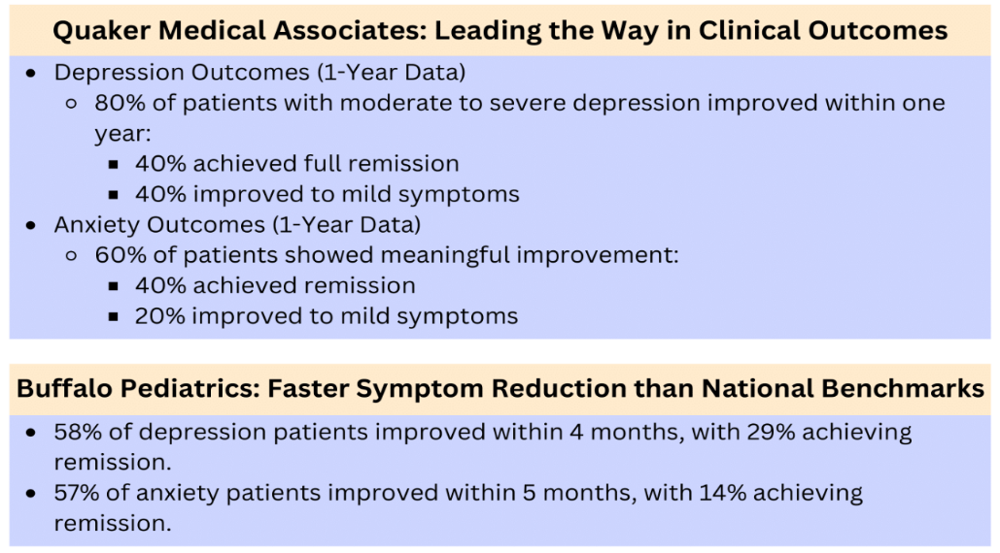 Quaker Medical Associates: Leading the Way in Clinical Outcomes
• Depression Outcomes (1-Year Data)
○ 80% of patients with moderate to severe depression improved within one
year:
▪ 40% achieved full remission
▪ 40% improved to mild symptoms
• Anxiety Outcomes (1-Year Data)
○ 60% of patients showed meaningful improvement:
▪ 40% achieved remission
▪ 20% improved to mild symptoms
Buffalo Pediatrics: Faster Symptom Reduction than National Benchmarks
• 58% of depression patients improved within 4 months, with 29% achieving
remission.
• 57% of anxiety patients improved within 5 months, with 14% achieving
remission.